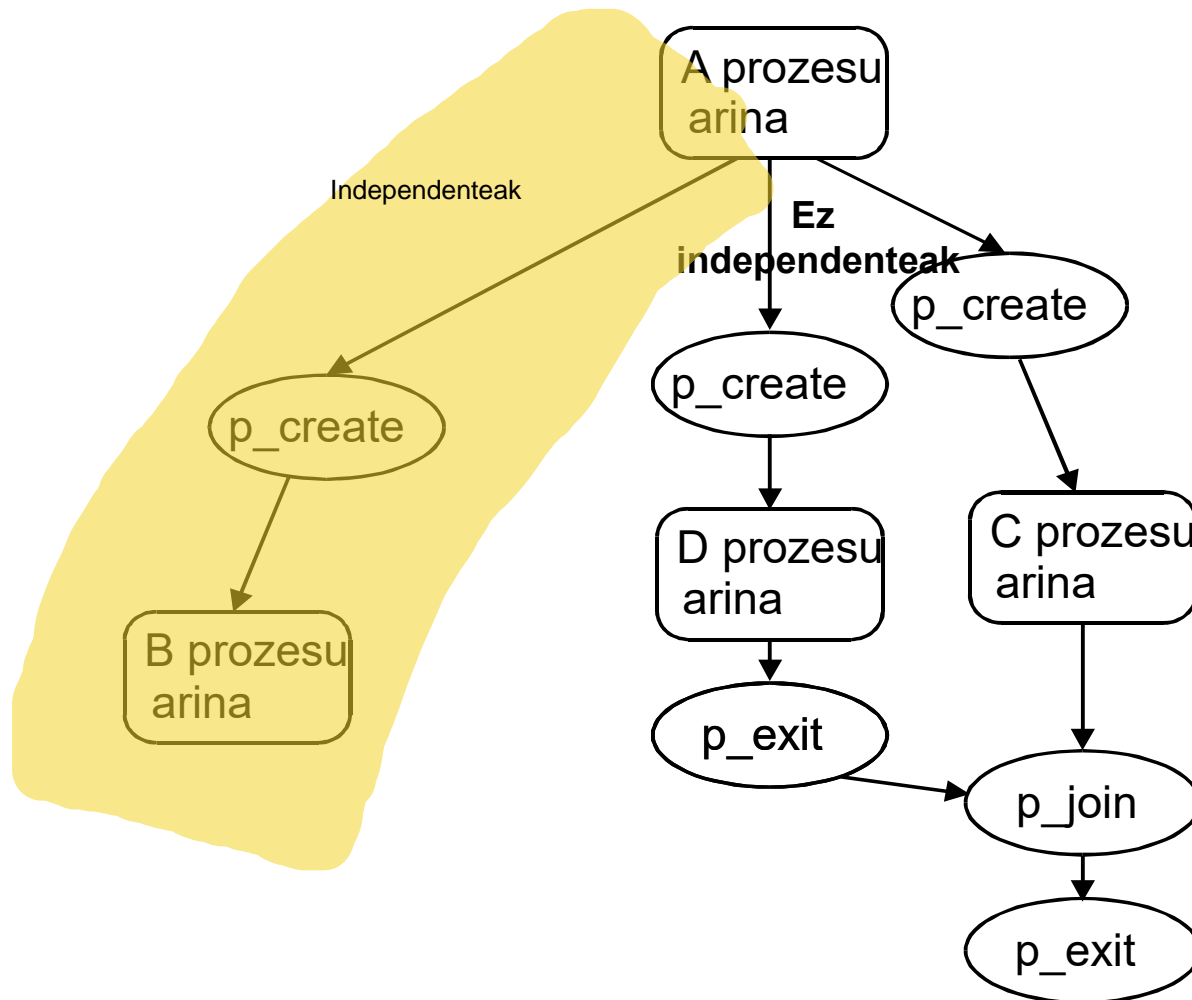 A prozesu
arina
Independenteak
Ez
independenteak
p_create
p_create
p_create
C prozesu
arina
D prozesu
arina
B prozesu
arina
p_exit
p_join
p_exit